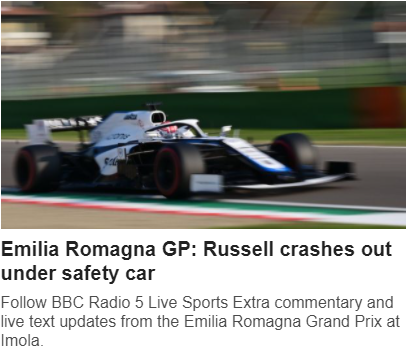 Emilia Romagna GP: Russell crashes out
under safety car
Follow BBC Radio 5 Live Sports Extra commentary and
live text updates from the Emilia Romagna Grand Prix at
Imola.